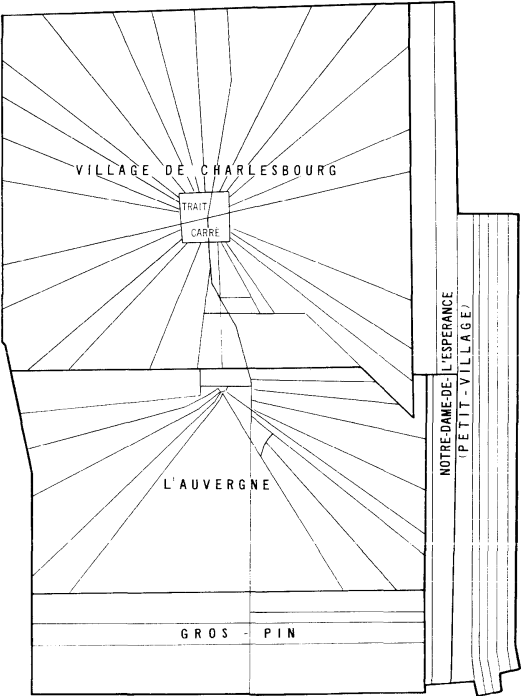 VILLAGE DE CHARLESBOURG
TRAIT
CARRÉ
NOTRE-DAME-DE-L'ESPERANCE
(PETIT-VILLAGE)
L'AUVERGNE
GROS - PIN